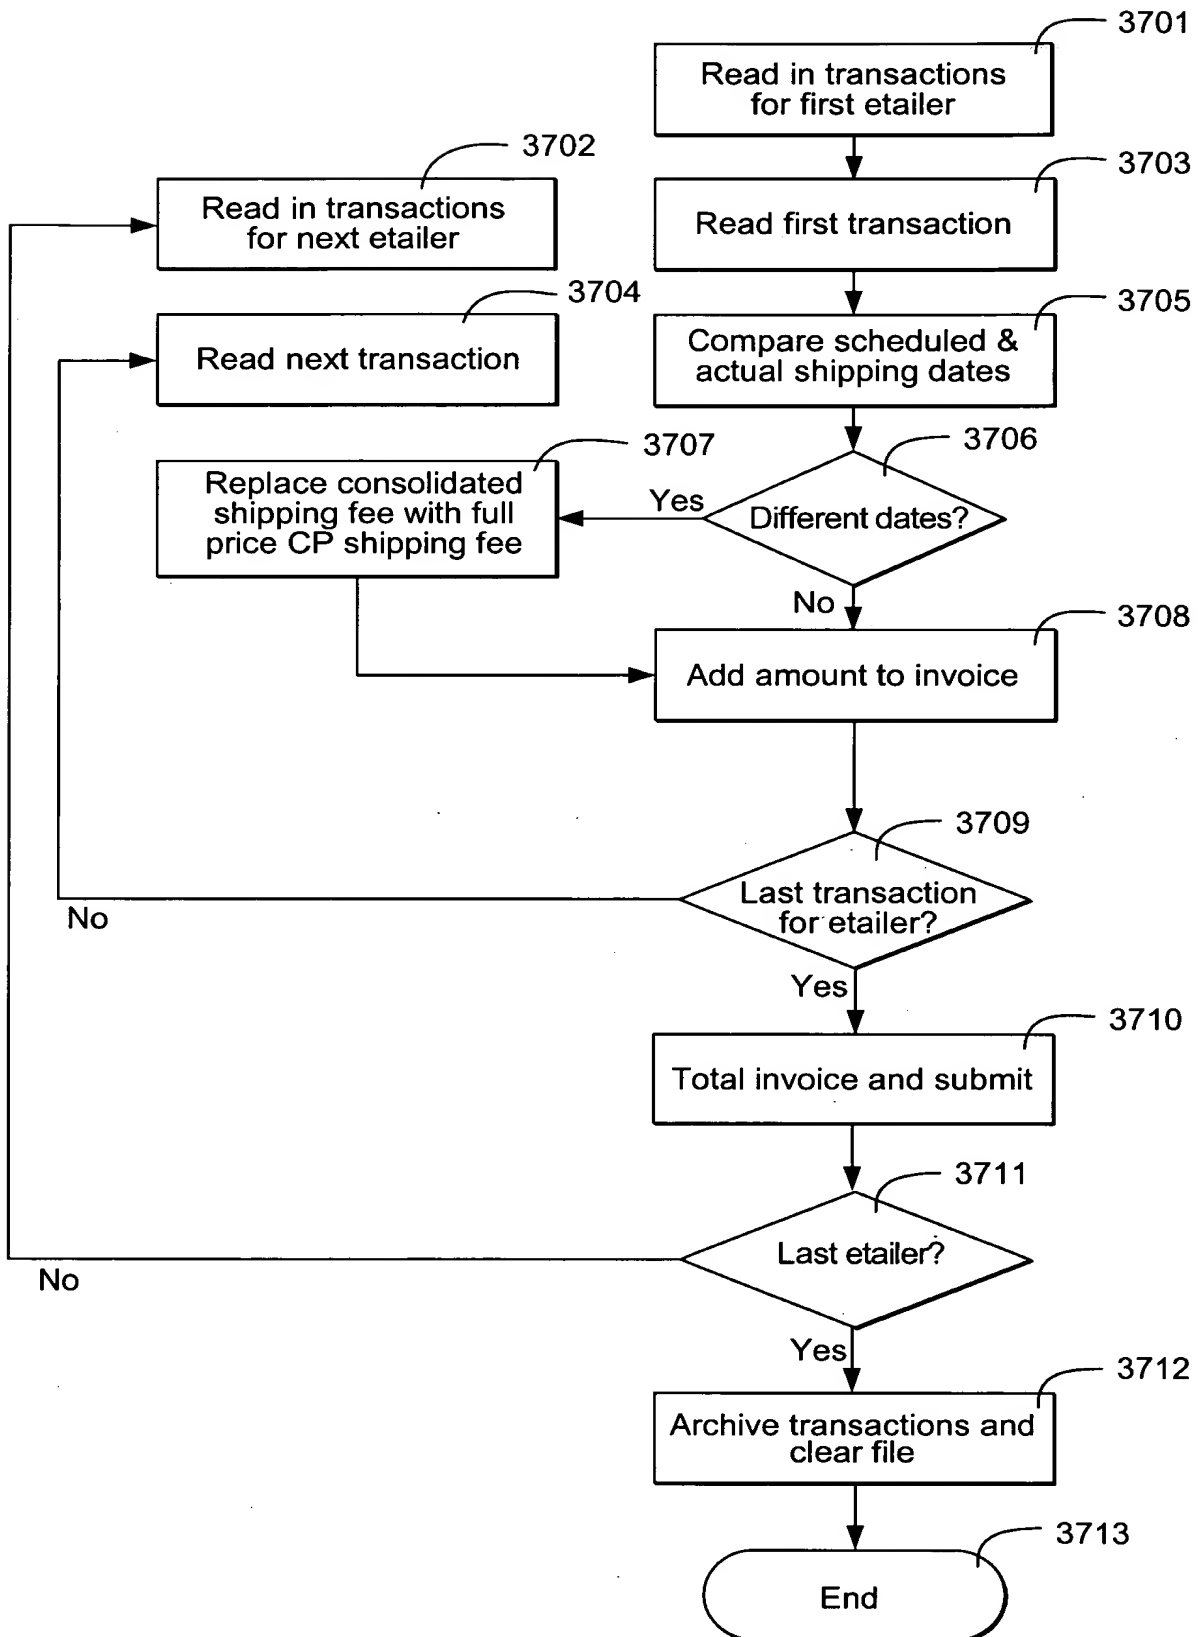 3701
Read in transactions
for first etailer
3702
Read in transactions
for next etailer
3703
Read first transaction
3704
Read next transaction
3705
Compare scheduled &
actual shipping dates
3706
Different dates?
Yes
3707
Replace consolidated
shipping fee with full
price CP shipping fee
No
3708
Add amount to invoice
3709
Last transaction
for etailer?
No
Yes
3710
Total invoice and submit
3711
Last etailer?
No
Yes
3712
Archive transactions and
clear file
3713
End